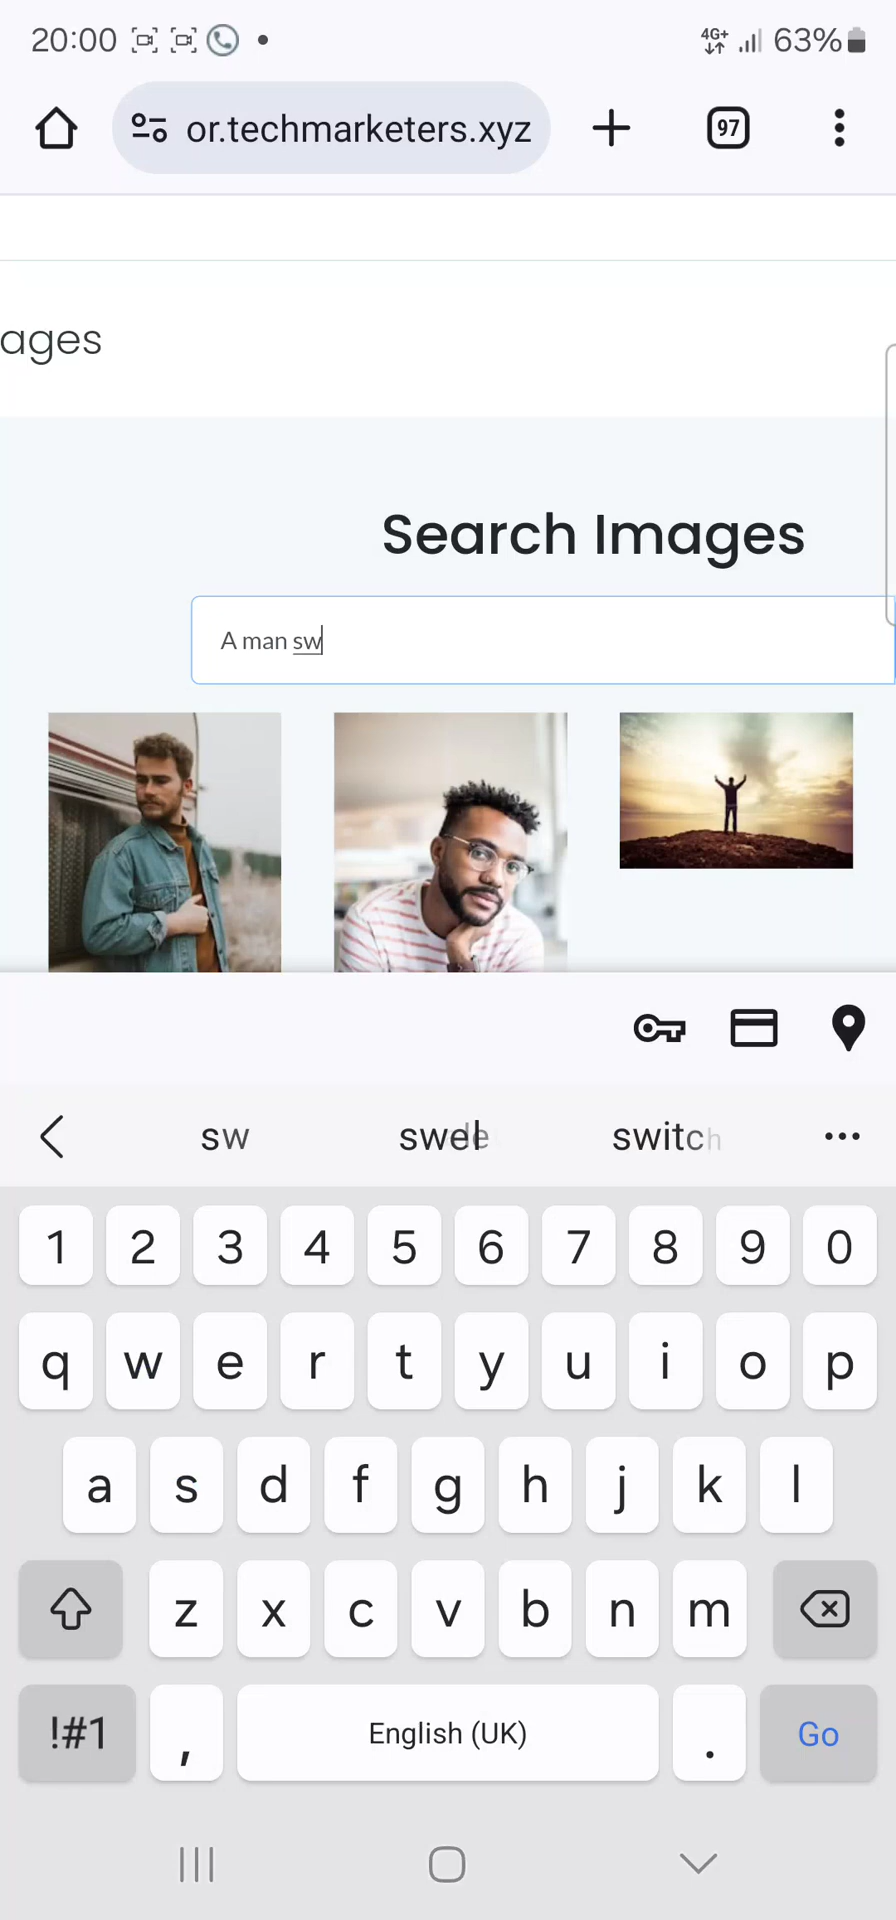 20:00
4G+ 63%
or.techmarketers.xyz
97
ages
Search Images
A man sw
sw switch
1 2 3 4 5 6 7 8 9 0
q w e r t y u i o p
a s d f g h j k l
z x c v b n m
!#1 , English (UK) . Go